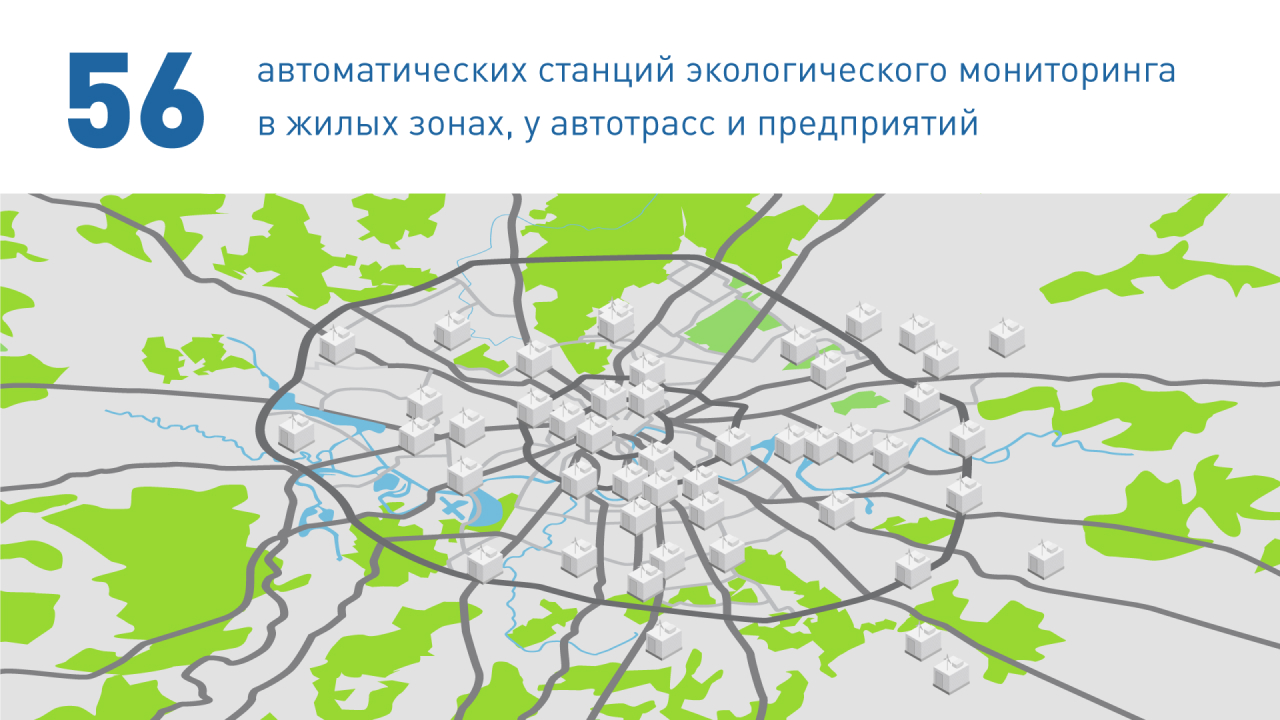 56
автоматических станций экологического мониторинга
в жилых зонах, у автотрасс и предприятий